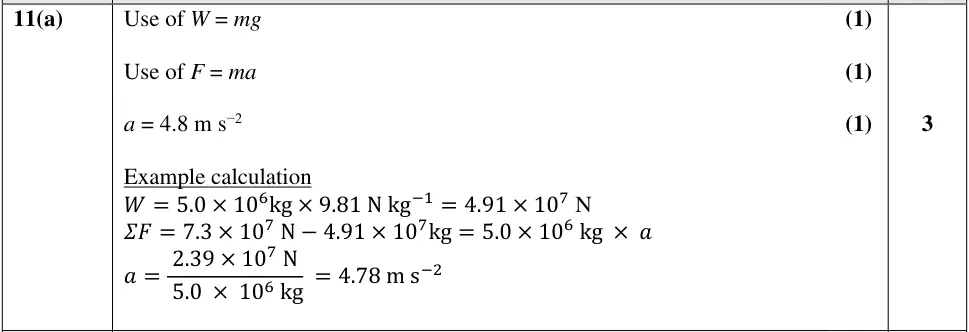 11(a) Use of W = mg (1)
Use of F = ma (1)
a = 4.8 m s⁻² (1) 3
Example calculation
𝑊 = 5.0 × 10⁶kg × 9.81 N kg⁻¹ = 4.91 × 10⁷ N
𝛴𝐹 = 7.3 × 10⁷ N − 4.91 × 10⁷kg = 5.0 × 10⁶ kg × 𝑎
𝑎 = 2.39 × 10⁷ N / 5.0 × 10⁶ kg = 4.78 m s⁻²